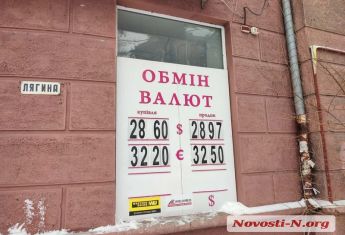 ЛЯГИНА
ОБМІН
ВАЛЮТ
купівля продаж
28 60 $ 28 97
32 20 є 32 50
$
Novosti-N.org